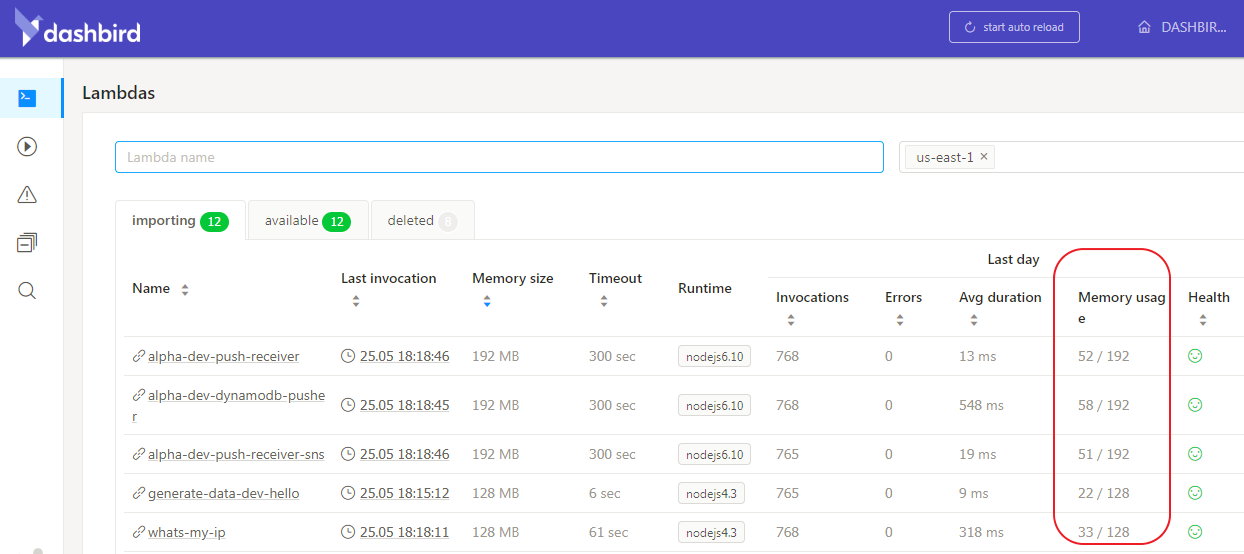 dashbird
start auto reload
DASHBIR...
Lambdas
Lambda name
us-east-1 ×
importing 12 available 12 deleted 8
Last day
Name Last invocation Memory size Timeout Runtime Invocations Errors Avg duration Memory usag
e Health
alpha-dev-push-receiver 25.05 18:18:46 192 MB 300 sec nodejs6.10 768 0 13 ms 52 / 192
alpha-dev-dynamodb-pushe
r 25.05 18:18:45 192 MB 300 sec nodejs6.10 768 0 548 ms 58 / 192
alpha-dev-push-receiver-sns 25.05 18:18:46 192 MB 300 sec nodejs6.10 765 0 19 ms 51 / 192
generate-data-dev-hello 25.05 18:15:12 128 MB 6 sec nodejs4.3 765 0 9 ms 22 / 128
whats-my-ip 25.05 18:18:11 128 MB 61 sec nodejs4.3 768 0 318 ms 33 / 128